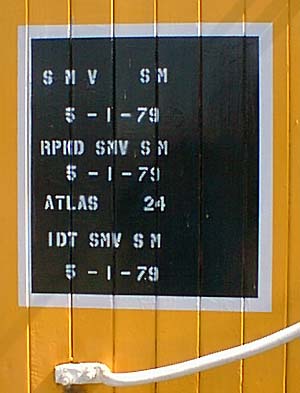 S M V S M
5 - 1 - 79
RPKD SMV S M
5 - 1 - 79
ATLAS 24
IDT SMV S M
5 - 1 - 79